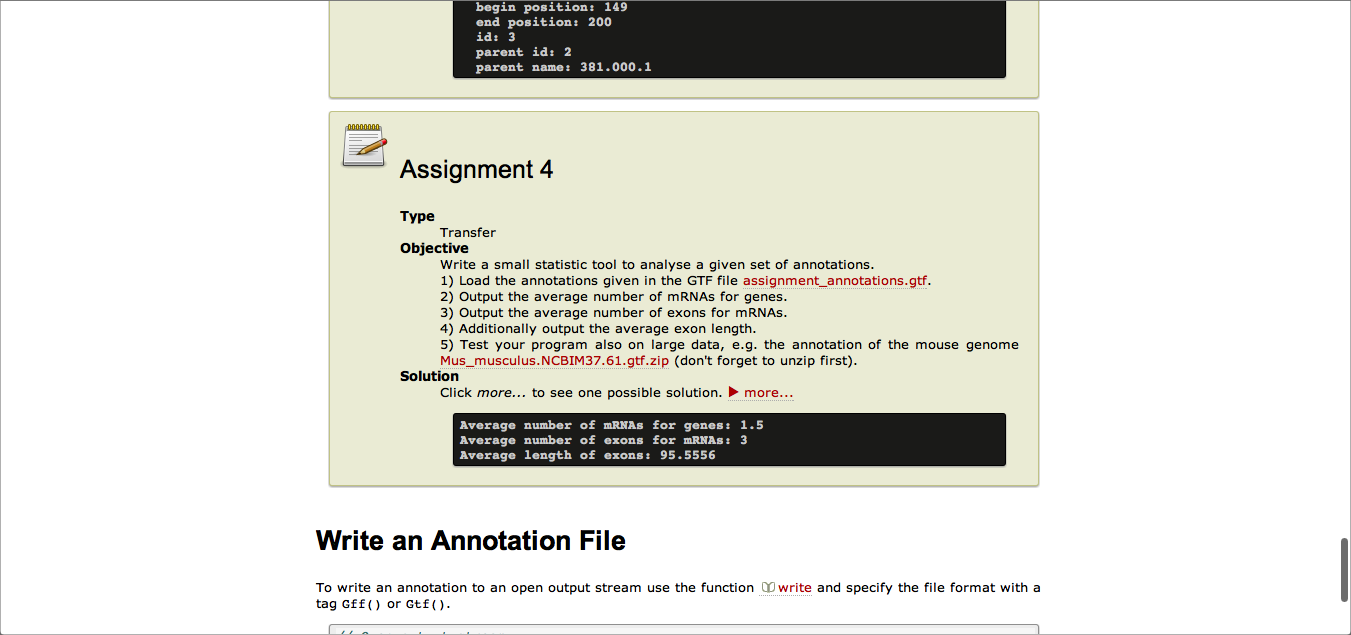 begin position: 149
end position: 200
id: 3
parent id: 2
parent name: 381.000.1
Assignment 4
Type
Transfer
Objective
Write a small statistic tool to analyse a given set of annotations.
1) Load the annotations given in the GTF file assignment_annotations.gtf.
2) Output the average number of mRNAs for genes.
3) Output the average number of exons for mRNAs.
4) Additionally output the average exon length.
5) Test your program also on large data, e.g. the annotation of the mouse genome
Mus_musculus.NCBIM37.61.gtf.zip (don't forget to unzip first).
Solution
Click more... to see one possible solution. ▶ more...
Average number of mRNAs for genes: 1.5
Average number of exons for mRNAs: 3
Average length of exons: 95.5556
Write an Annotation File
To write an annotation to an open output stream use the function write and specify the file format with a
tag Gff() or Gtf().